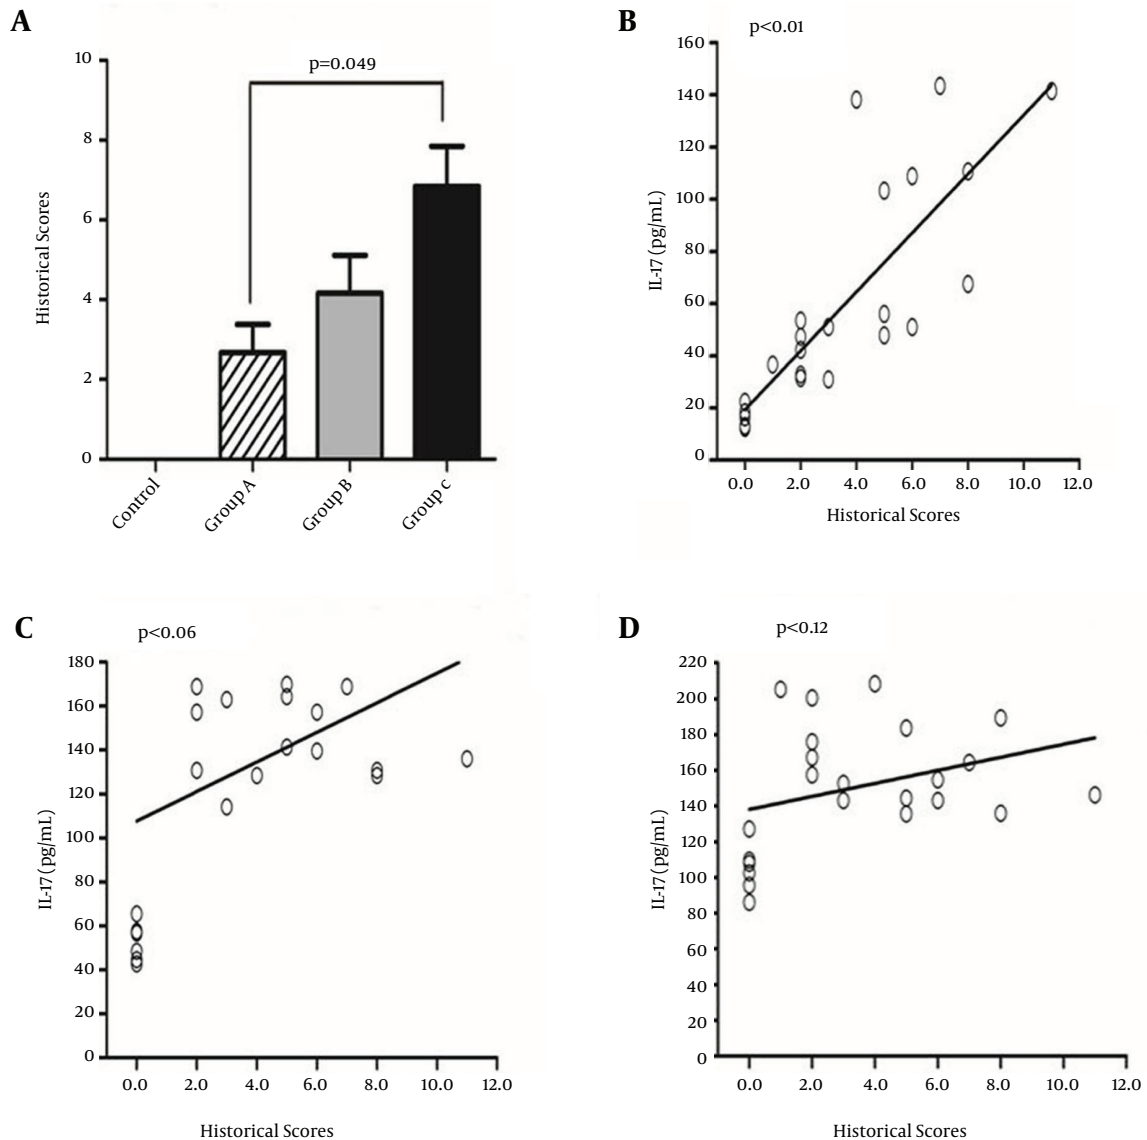 A
p=0.049
10
8
6
4
2
0
Historical Scores
Control
Group A
Group B
Group c
B
p<0.01
160
140
120
100
80
60
40
20
0
IL-17 (pg/mL)
0.0 2.0 4.0 6.0 8.0 10.0 12.0
Historical Scores
C
p<0.06
180
160
140
120
100
80
60
40
20
0
IL-17 (pg/mL)
0.0 2.0 4.0 6.0 8.0 10.0 12.0
Historical Scores
D
p<0.12
220
200
180
160
140
120
100
80
60
40
20
0
IL-17 (pg/mL)
0.0 2.0 4.0 6.0 8.0 10.0 12.0
Historical Scores